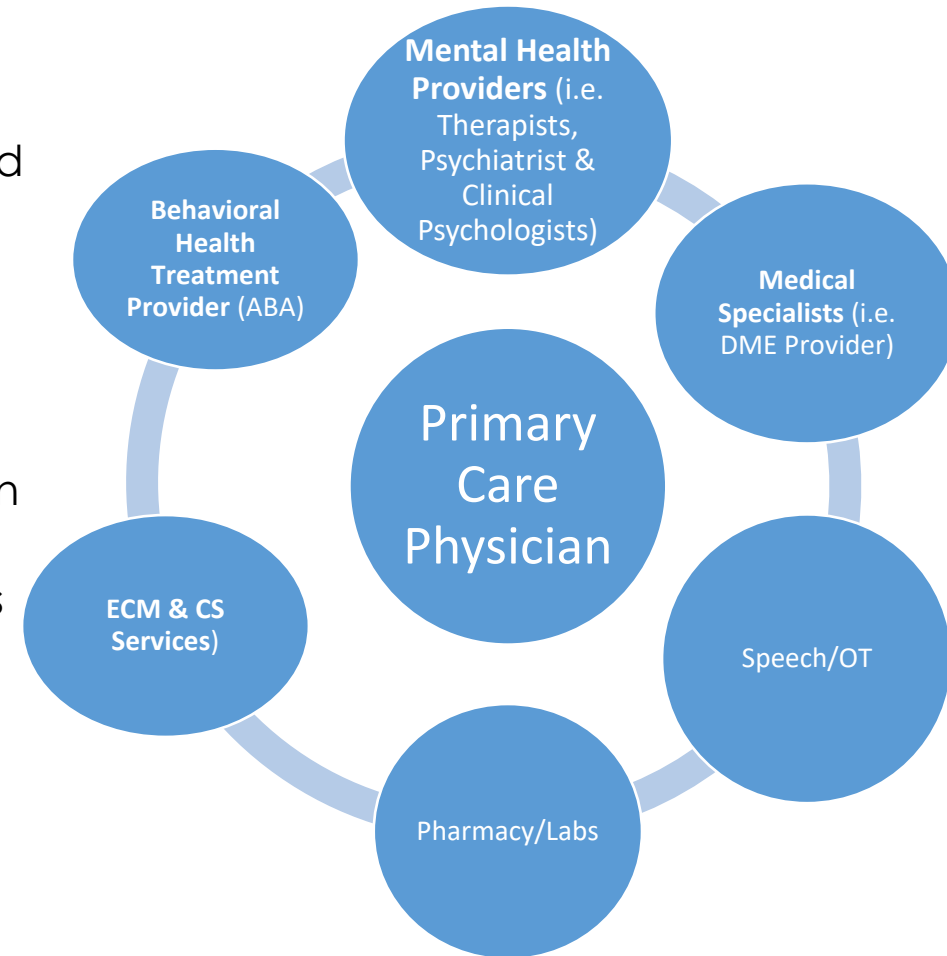 d
n
s
Mental Health
Providers (i.e.
Therapists,
Psychiatrist &
Clinical
Psychologists)
Behavioral
Health
Treatment
Provider (ABA)
Medical
Specialists (i.e.
DME Provider)
Primary
Care
Physician
ECM & CS
Services)
Speech/OT
Pharmacy/Labs